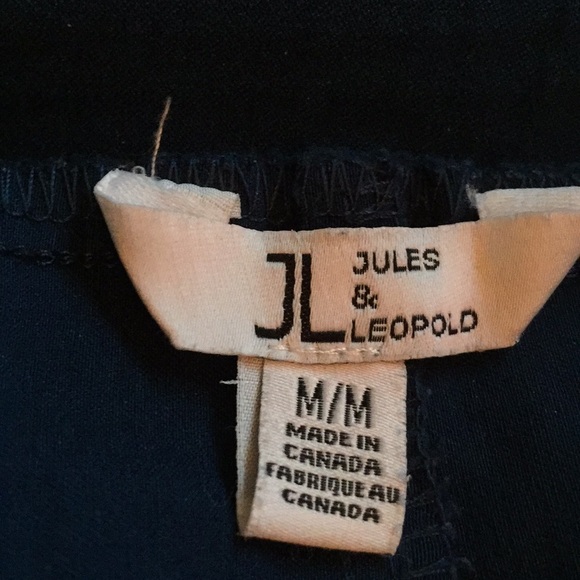 JL
JULES
&
LEOPOLD
M/M
MADE IN
CANADA
FABRIQUE AU
CANADA